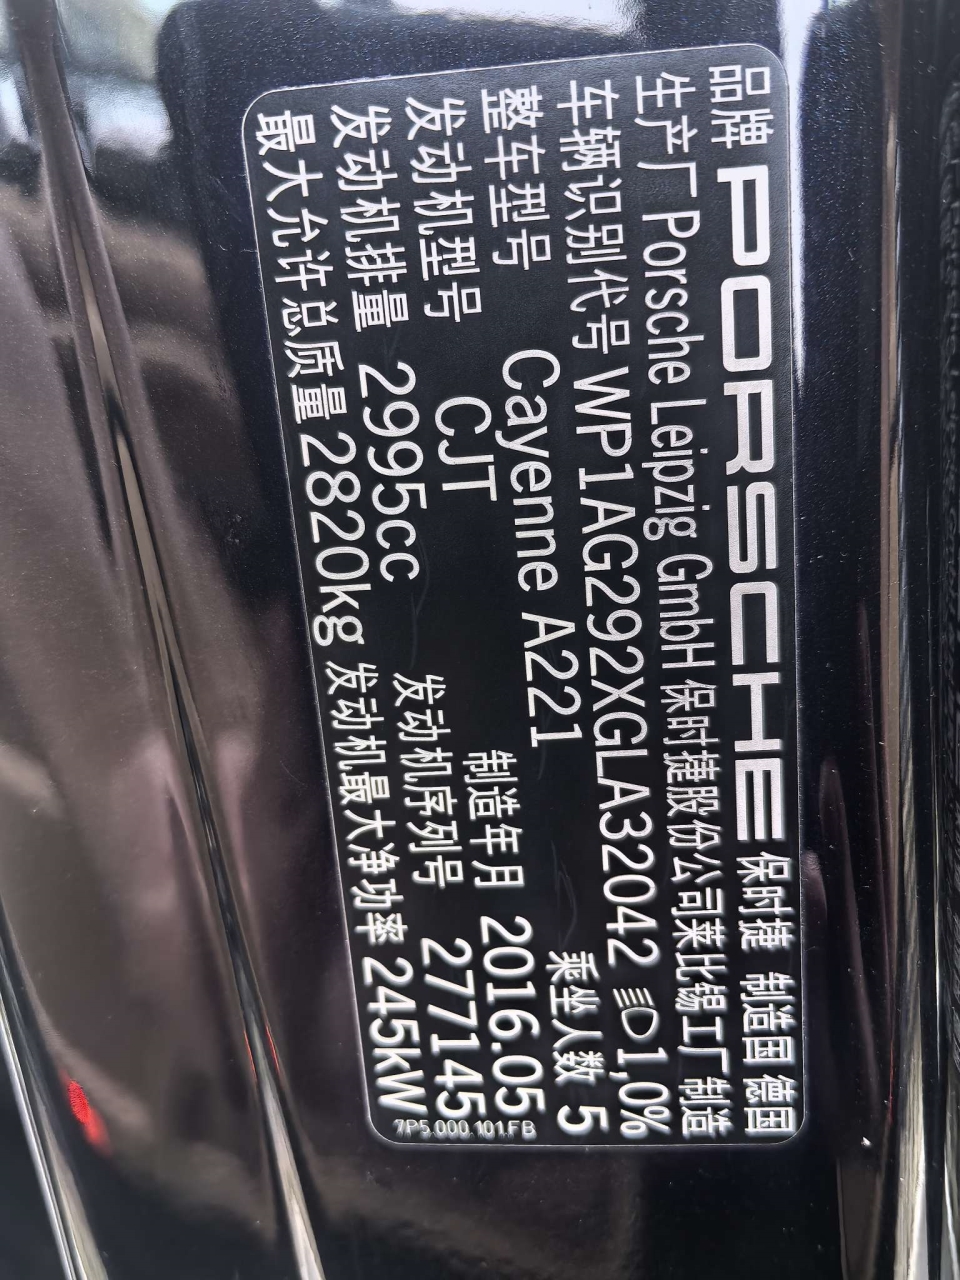 品牌 PORSCHE 保时捷 制造国 德国
生产厂 Porsche Leipzig GmbH 保时捷股份公司莱比锡工厂制造
车辆识别代号 WP1AG292XGLA32042 1,0%
整车型号 Cayenne A221 乘坐人数 5
发动机型号 CJT 制造年月 2016.05
发动机排量 2995cc 发动机序列号 277145
最大允许总质量 2820kg 发动机最大净功率 245kW
7P5.000.101.FB